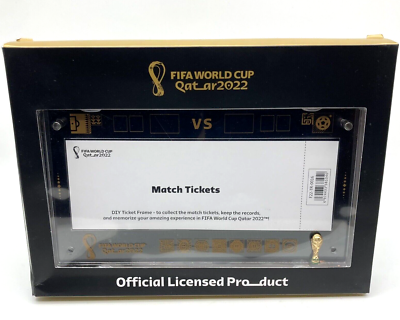 FIFA WORLD CUP
Qatar2022
VS
FIFA WORLD CUP
Qatar2022
Match Tickets
DIY Ticket Frame - to collect the match tickets, keep the records,
and memorize your amazing experience in FIFA World Cup Qatar 2022™!
Official Licensed Product